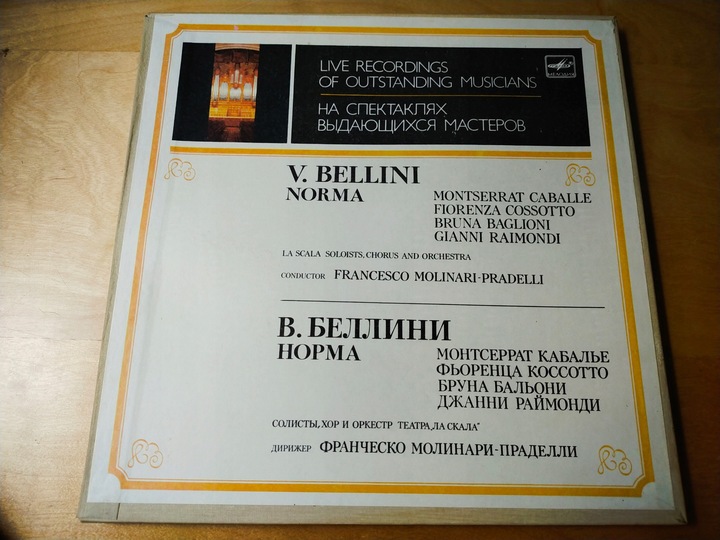 LIVE RECORDINGS
OF OUTSTANDING MUSICIANS
НА СПЕКТАКЛЯХ
ВЫДАЮЩИХСЯ МАСТЕРОВ
МЕЛОДИЯ
V. BELLINI
NORMA
MONTSERRAT CABALLE
FIORENZA COSSOTTO
BRUNA BAGLIONI
GIANNI RAIMONDI
LA SCALA SOLOISTS, CHORUS AND ORCHESTRA
CONDUCTOR FRANCESCO MOLINARI-PRADELLI
В. БЕЛЛИНИ
НОРМА
МОНТСЕРРАТ КАБАЛЬЕ
ФЬОРЕНЦА КОССОТТО
БРУНА БАЛЬОНИ
ДЖАННИ РАЙМОНДИ
СОЛИСТЫ, ХОР И ОРКЕСТР ТЕАТРА „ЛА СКАЛА"
ДИРИЖЕР ФРАНЧЕСКО МОЛИНАРИ-ПРАДЕЛЛИ